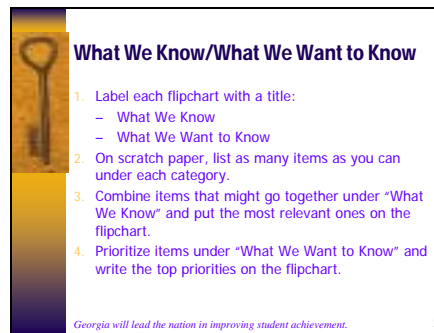 What We Know/What We Want to Know
1. Label each flipchart with a title:
– What We Know
– What We Want to Know
2. On scratch paper, list as many items as you can
under each category.
3. Combine items that might go together under “What
We Know” and put the most relevant ones on the
flipchart.
4. Prioritize items under “What We Want to Know” and
write the top priorities on the flipchart.
Georgia will lead the nation in improving student achievement.